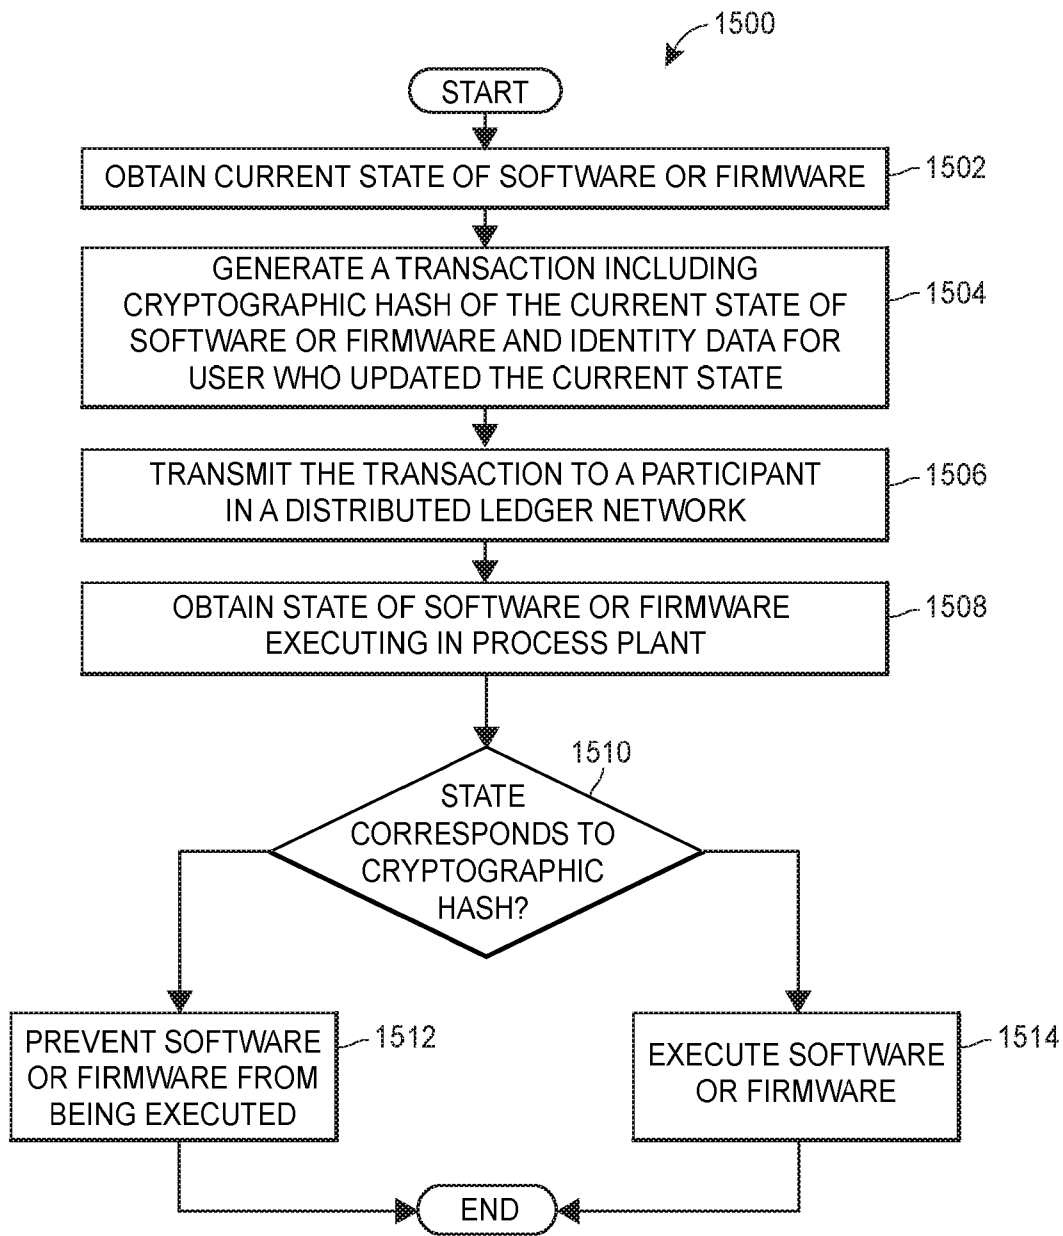 1500
START
OBTAIN CURRENT STATE OF SOFTWARE OR FIRMWARE
1502
GENERATE A TRANSACTION INCLUDING
CRYPTOGRAPHIC HASH OF THE CURRENT STATE OF
SOFTWARE OR FIRMWARE AND IDENTITY DATA FOR
USER WHO UPDATED THE CURRENT STATE
1504
TRANSMIT THE TRANSACTION TO A PARTICIPANT
IN A DISTRIBUTED LEDGER NETWORK
1506
OBTAIN STATE OF SOFTWARE OR FIRMWARE
EXECUTING IN PROCESS PLANT
1508
1510
STATE
CORRESPONDS TO
CRYPTOGRAPHIC
HASH?
PREVENT SOFTWARE
OR FIRMWARE FROM
BEING EXECUTED
1512
EXECUTE SOFTWARE
OR FIRMWARE
1514
END